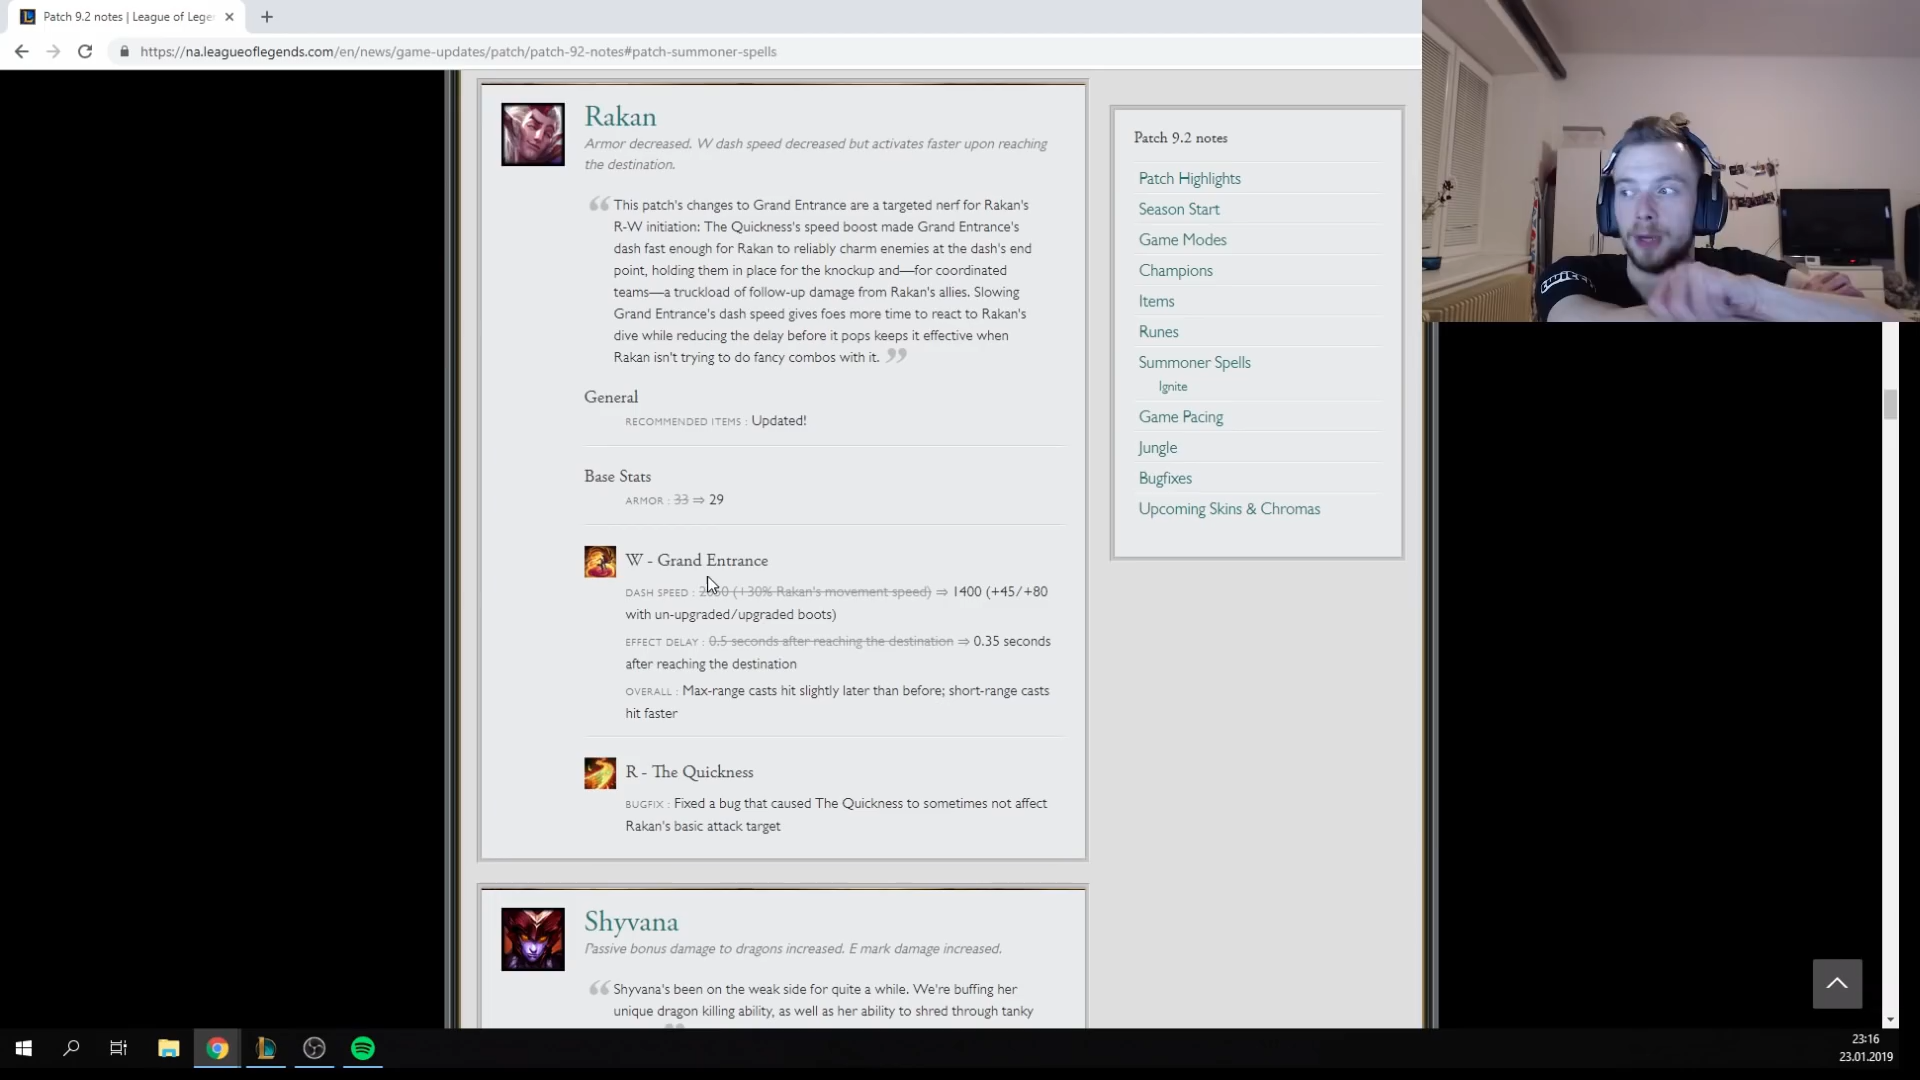 Patch 9.2 notes | League of Lege
https://na.leagueoflegends.com/en/news/game-updates/patch/patch-92-notes#patch-summoner-spells
Rakan
Armor decreased. W dash speed decreased but activates faster upon reaching
the destination.
This patch's changes to Grand Entrance are a targeted nerf for Rakan's
R-W initiation: The Quickness's speed boost made Grand Entrance's
dash fast enough for Rakan to reliably charm enemies at the dash's end
point, holding them in place for the knockup and—for coordinated
teams—a truckload of follow-up damage from Rakan's allies. Slowing
Grand Entrance's dash speed gives foes more time to react to Rakan's
dive while reducing the delay before it pops keeps it effective when
Rakan isn't trying to do fancy combos with it.
General
RECOMMENDED ITEMS : Updated!
Base Stats
ARMOR : 33 ⇒ 29
W - Grand Entrance
DASH SPEED : (+30% Rakan's movement speed) ⇒ 1400 (+45/+80
with un-upgraded/upgraded boots)
EFFECT DELAY : 0.5 seconds after reaching the destination ⇒ 0.35 seconds
after reaching the destination
OVERALL : Max-range casts hit slightly later than before; short-range casts
hit faster
R - The Quickness
BUGFIX : Fixed a bug that caused The Quickness to sometimes not affect
Rakan's basic attack target
Shyvana
Passive bonus damage to dragons increased. E mark damage increased.
Shyvana's been on the weak side for quite a while. We're buffing her
unique dragon killing ability, as well as her ability to shred through tanky
Patch 9.2 notes
Patch Highlights
Season Start
Game Modes
Champions
Items
Runes
Summoner Spells
Ignite
Game Pacing
Jungle
Bugfixes
Upcoming Skins & Chromas
twitch
23:16
23.01.2019